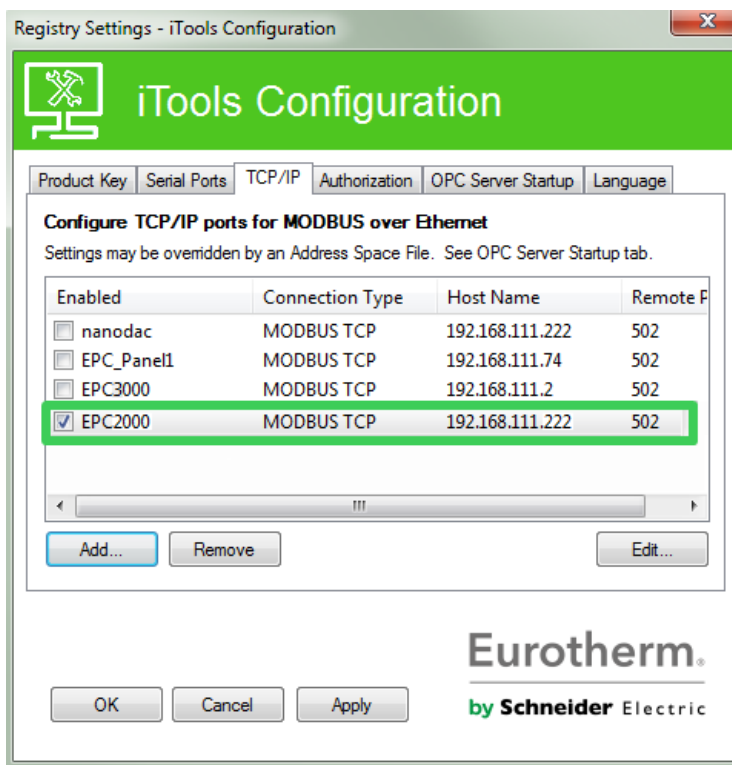 Registry Settings - iTools Configuration
iTools Configuration
Product Key Serial Ports TCP/IP Authorization OPC Server Startup Language
Configure TCP/IP ports for MODBUS over Ethernet
Settings may be overridden by an Address Space File. See OPC Server Startup tab.
Enabled Connection Type Host Name Remote P
nanodac MODBUS TCP 192.168.111.222 502
EPC_Panel1 MODBUS TCP 192.168.111.74 502
EPC3000 MODBUS TCP 192.168.111.2 502
EPC2000 MODBUS TCP 192.168.111.222 502
Add... Remove Edit...
Eurotherm®
OK Cancel Apply by Schneider Electric